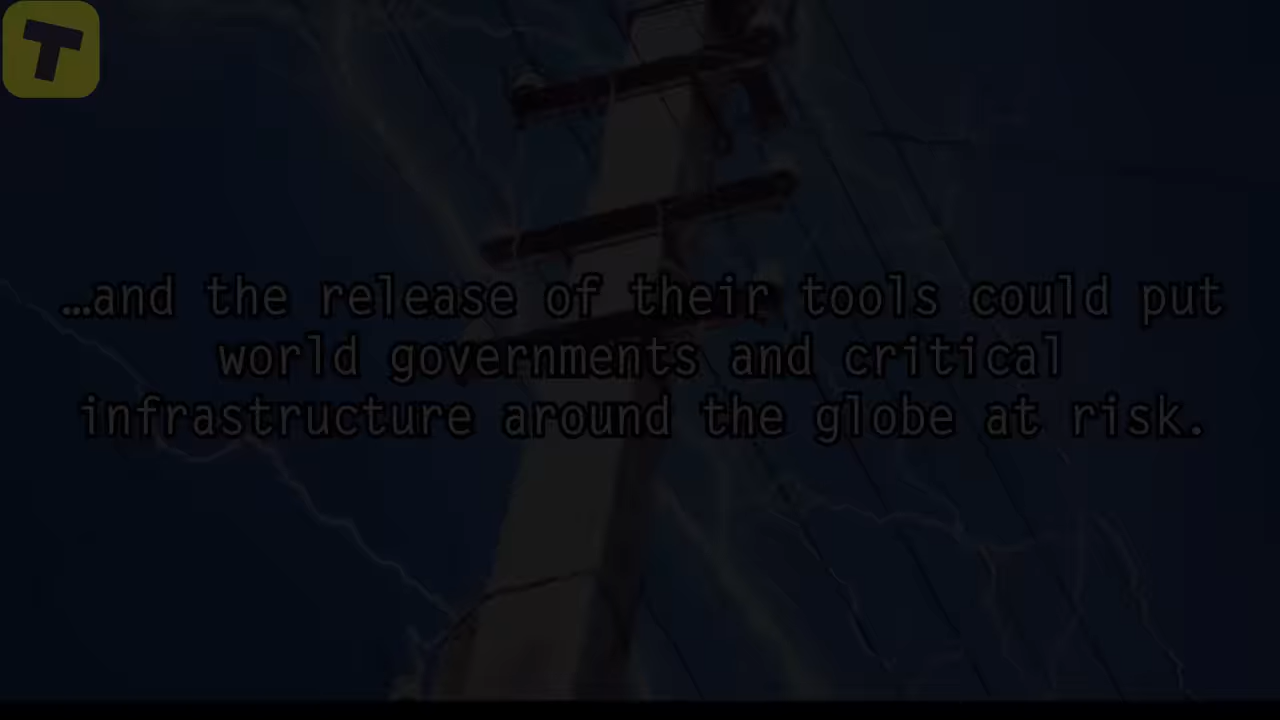 T
…and the release of their tools could put
world governments and critical
infrastructure around the globe at risk.